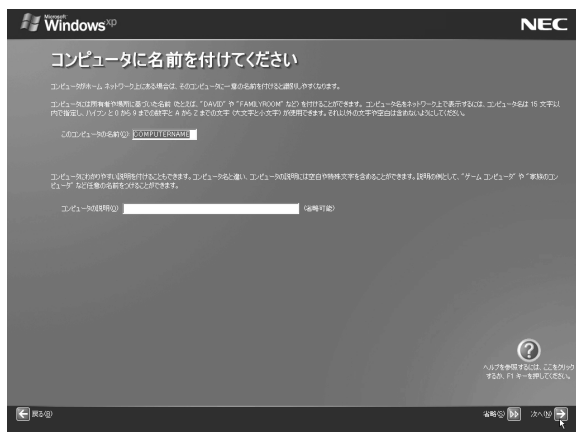 Microsoft
Windows xp
NEC
コンピュータに名前を付けてください
コンピュータがホーム ネットワーク上にある場合は、そのコンピュータに一意の名前を付けると識別しやすくなります。
コンピュータには所有者や場所に基づいた名前 (たとえば、"DAVID" や "FAMILYROOM" など) を付けることができます。コンピュータ名をネットワーク上で表示するには、コンピュータ名は 15 文字以
内で指定し、ハイフンと 0 から 9 までの数字と A から Z までの文字 (大文字と小文字) が使用できます。それ以外の文字や空白は含めないようにしてください。
このコンピュータの名前(C): COMPUTERNAME
コンピュータにわかりやすい説明を付けることもできます。コンピュータ名と違い、コンピュータの説明には空白や特殊文字を含めることができます。説明の例として、"ゲーム コンピュータ" や "家族のコン
ピュータ" など任意の名前をつけることができます。
コンピュータの説明(O): (省略可能)
ヘルプを参照するには、ここをクリック
するか、F1 キーを押してください。
戻る(B)
省略(S)
次へ(N)